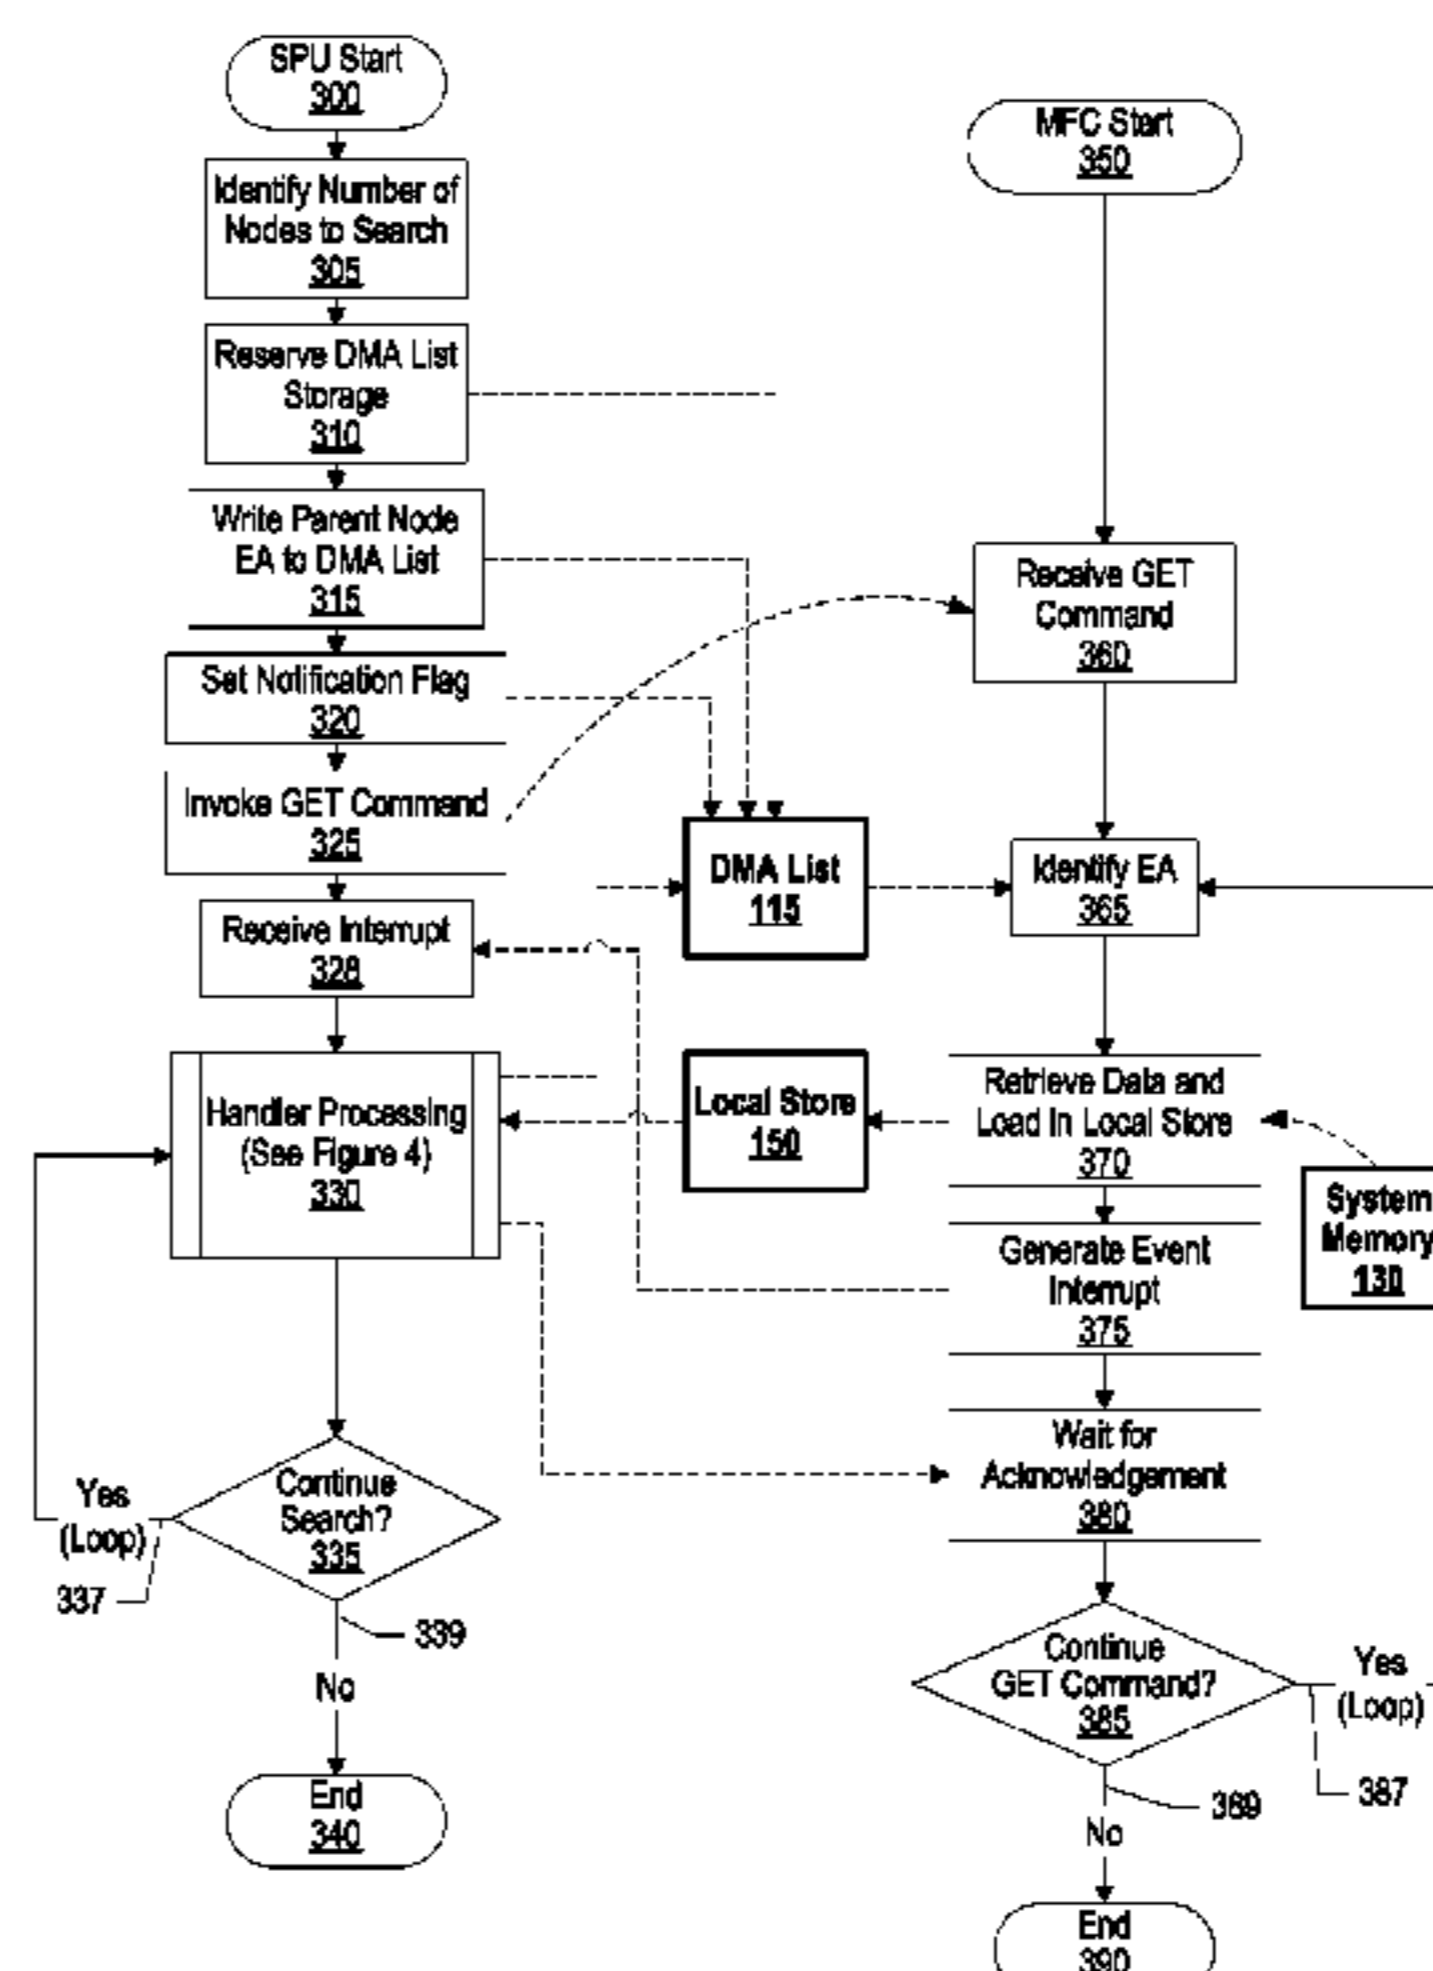 SPU Start
300
Identify Number of
Nodes to Search
305
Reserve DMA List
Storage
310
Write Parent Node
EA to DMA List
315
Set Notification Flag
320
Invoke GET Command
325
Receive Interrupt
328
Handler Processing
(See Figure 4)
330
Continue
Search?
335
Yes
(Loop)
337
339
No
End
340
DMA List
115
Local Store
150
MFC Start
350
Receive GET
Command
360
Identify EA
365
Retrieve Data and
Load in Local Store
370
System
Memory
130
Generate Event
Interrupt
375
Wait for
Acknowledgement
380
Continue
GET Command?
385
Yes
(Loop)
387
389
No
End
390